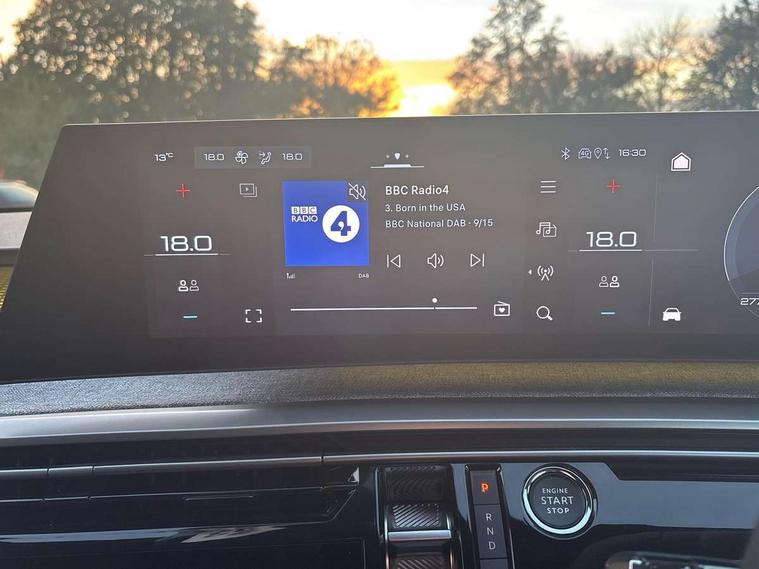 13°C
18.0
18.0
16:30
BBC
RADIO
4
BBC Radio4
3. Born in the USA
BBC National DAB - 9/15
18.0
18.0
DAB
277
P
R
N
D
ENGINE
START
STOP